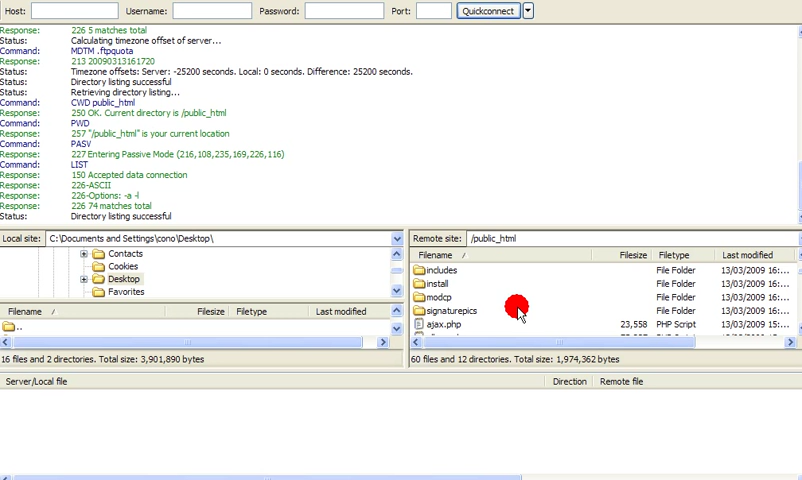 Host: Username: Password: Port: Quickconnect
Response: 226 5 matches total
Status: Calculating timezone offset of server...
Command: MDTM .ftpquota
Response: 213 20090313161720
Status: Timezone offsets: Server: -25200 seconds. Local: 0 seconds. Difference: 25200 seconds.
Status: Directory listing successful
Status: Retrieving directory listing...
Command: CWD public_html
Response: 250 OK. Current directory is /public_html
Command: PWD
Response: 257 "/public_html" is your current location
Command: PASV
Response: 227 Entering Passive Mode (216,108,235,169,226,116)
Command: LIST
Response: 150 Accepted data connection
Response: 226-ASCII
Response: 226-Options: -a -l
Response: 226 74 matches total
Status: Directory listing successful
Local site: C:\Documents and Settings\cono\Desktop\
Contacts
Cookies
Desktop
Favorites
Filename / Filesize Filetype Last modified
..
16 files and 2 directories. Total size: 3,901,890 bytes
Remote site: /public_html
Filename / Filesize Filetype Last modified
includes File Folder 13/03/2009 16:...
install File Folder 13/03/2009 16:...
modcp File Folder 13/03/2009 16:...
signaturepics File Folder 13/03/2009 16:...
ajax.php 23,558 PHP Script 13/03/2009 15:...
60 files and 12 directories. Total size: 1,974,362 bytes
Server/Local file Direction Remote file